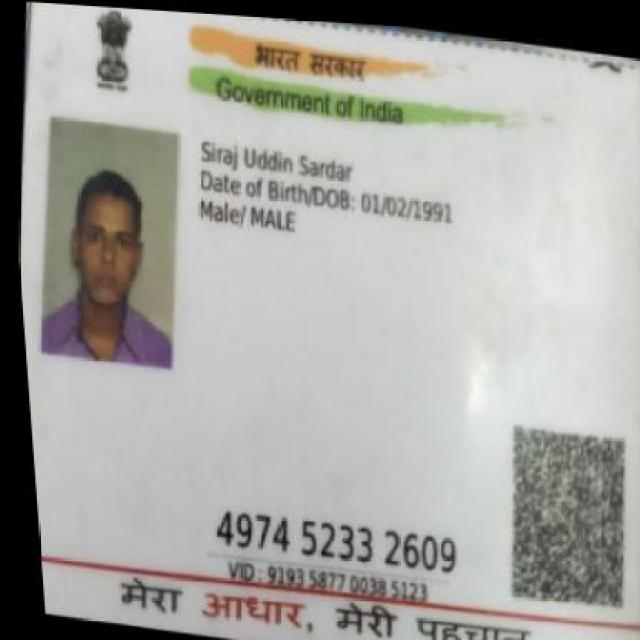 भारत सरकार
Government of India
Siraj Uddin Sardar
Date of Birth/DOB: 01/02/1991
Male/ MALE
4974 5233 2609
VID : 9193 5877 0038 5123
मेरा आधार, मेरी पहचान